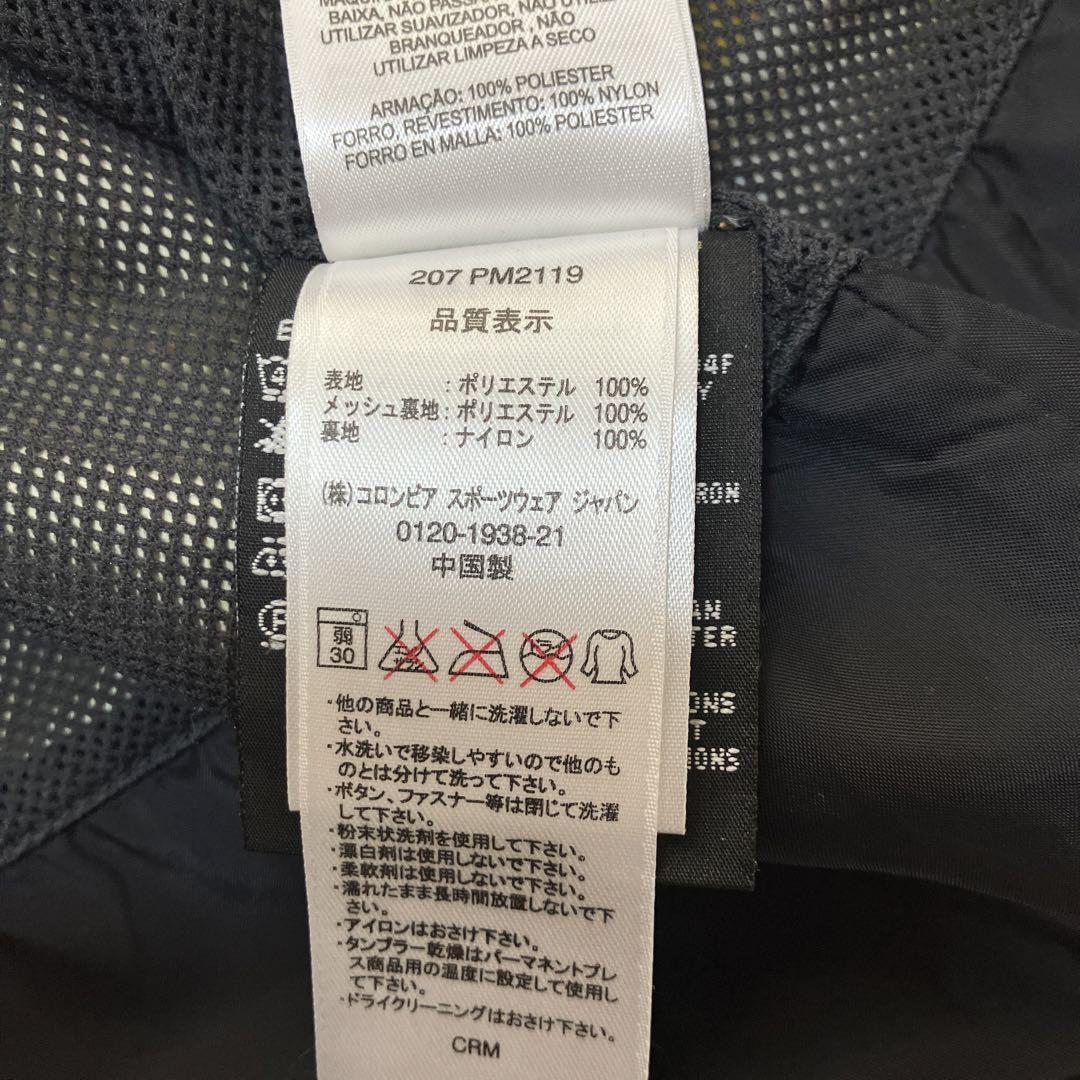 BAIXA, NÃO
UTILIZAR SUAVIZADOR, NÃO
BRANQUEADOR , NÃO
UTILIZAR LIMPEZA A SECO
ARMAÇÃO: 100% POLIESTER
FORRO, REVESTIMENTO: 100% NYLON
FORRO EN MALLA: 100% POLIESTER
207 PM2119
品質表示
表地 : ポリエステル 100%
メッシュ裏地 : ポリエステル 100%
裏地 : ナイロン 100%
(株)コロンビア スポーツウェア ジャパン
0120-1938-21
中国製
弱
30
・他の商品と一緒に洗濯しないで下
さい。
・水洗いで移染しやすいので他のも
のとは分けて洗って下さい。
・ボタン、ファスナー等は閉じて洗濯
して下さい。
・粉末状洗剤を使用して下さい。
・漂白剤は使用しないで下さい。
・柔軟剤は使用しないで下さい。
・濡れたまま長時間放置しないで下
さい。
・アイロンはおさけ下さい。
・タンブラー乾燥はパーマネントプレ
ス商品用の温度に設定して使用し
て下さい。
・ドライクリーニングはおさけ下さい。
CRM